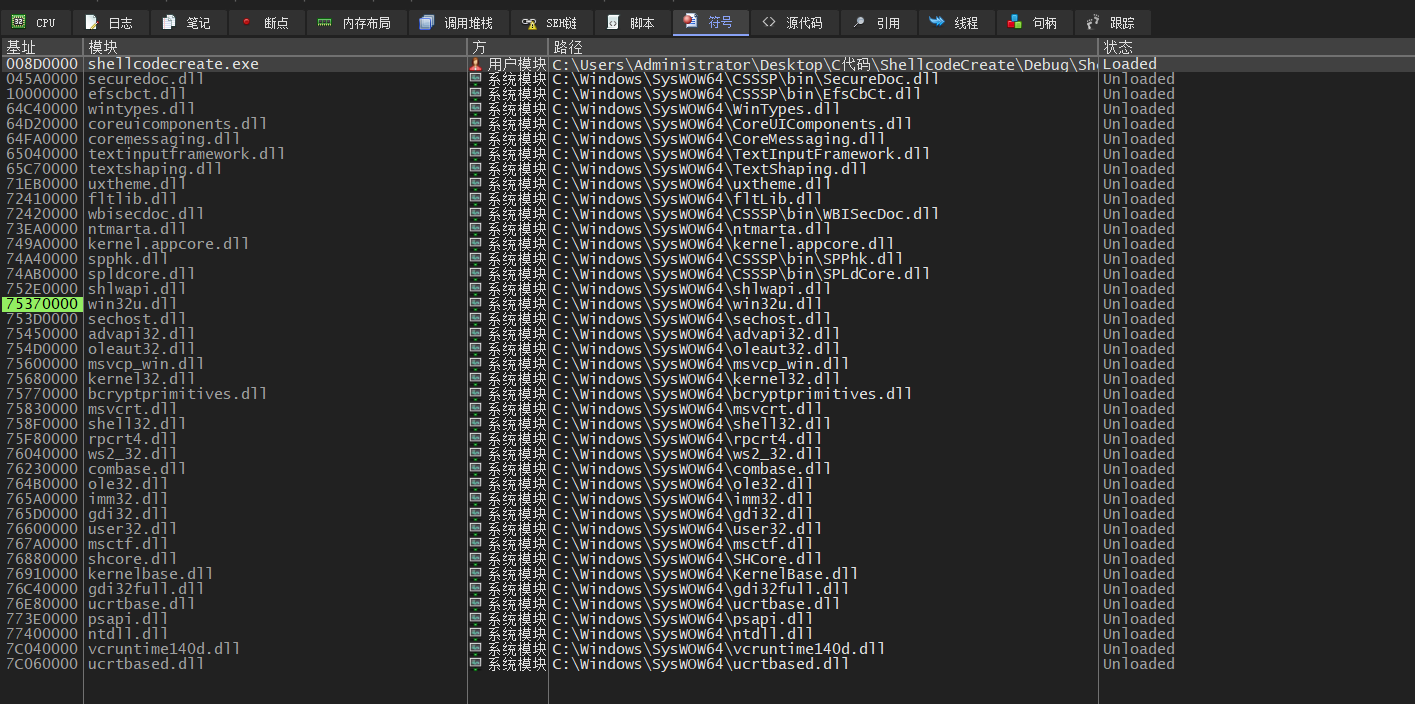 CPU 日志 笔记 断点 内存布局 调用堆栈 SEH链 脚本 符号 源代码 引用 线程 句柄 跟踪
基址 模块 方 路径 状态
008D0000 shellcodecreate.exe 用户模块 C:\Users\Administrator\Desktop\C代码\ShellcodeCreate\Debug\She Loaded
045A0000 securedoc.dll 系统模块 C:\Windows\SysWOW64\CSSSP\bin\SecureDoc.dll Unloaded
10000000 efscbct.dll 系统模块 C:\Windows\SysWOW64\CSSSP\bin\EfsCbCt.dll Unloaded
64C40000 wintypes.dll 系统模块 C:\Windows\SysWOW64\WinTypes.dll Unloaded
64D20000 coreuicomponents.dll 系统模块 C:\Windows\SysWOW64\CoreUIComponents.dll Unloaded
64FA0000 coremessaging.dll 系统模块 C:\Windows\SysWOW64\CoreMessaging.dll Unloaded
65040000 textinputframework.dll 系统模块 C:\Windows\SysWOW64\TextInputFramework.dll Unloaded
65C70000 textshaping.dll 系统模块 C:\Windows\SysWOW64\TextShaping.dll Unloaded
71EB0000 uxtheme.dll 系统模块 C:\Windows\SysWOW64\uxtheme.dll Unloaded
72410000 fltlib.dll 系统模块 C:\Windows\SysWOW64\fltLib.dll Unloaded
72420000 wbisecdoc.dll 系统模块 C:\Windows\SysWOW64\CSSSP\bin\WBISecDoc.dll Unloaded
73EA0000 ntmarta.dll 系统模块 C:\Windows\SysWOW64\ntmarta.dll Unloaded
749A0000 kernel.appcore.dll 系统模块 C:\Windows\SysWOW64\kernel.appcore.dll Unloaded
74A40000 spphk.dll 系统模块 C:\Windows\SysWOW64\CSSSP\bin\SPPhk.dll Unloaded
74AB0000 spldcore.dll 系统模块 C:\Windows\SysWOW64\CSSSP\bin\SPLdCore.dll Unloaded
752E0000 shlwapi.dll 系统模块 C:\Windows\SysWOW64\shlwapi.dll Unloaded
75370000 win32u.dll 系统模块 C:\Windows\SysWOW64\win32u.dll Unloaded
753D0000 sechost.dll 系统模块 C:\Windows\SysWOW64\sechost.dll Unloaded
75450000 advapi32.dll 系统模块 C:\Windows\SysWOW64\advapi32.dll Unloaded
754D0000 oleaut32.dll 系统模块 C:\Windows\SysWOW64\oleaut32.dll Unloaded
75600000 msvcp_win.dll 系统模块 C:\Windows\SysWOW64\msvcp_win.dll Unloaded
75680000 kernel32.dll 系统模块 C:\Windows\SysWOW64\kernel32.dll Unloaded
75770000 bcryptprimitives.dll 系统模块 C:\Windows\SysWOW64\bcryptprimitives.dll Unloaded
75830000 msvcrt.dll 系统模块 C:\Windows\SysWOW64\msvcrt.dll Unloaded
758F0000 shell32.dll 系统模块 C:\Windows\SysWOW64\shell32.dll Unloaded
75F80000 rpcrt4.dll 系统模块 C:\Windows\SysWOW64\rpcrt4.dll Unloaded
76040000 ws2_32.dll 系统模块 C:\Windows\SysWOW64\ws2_32.dll Unloaded
76230000 combase.dll 系统模块 C:\Windows\SysWOW64\combase.dll Unloaded
764B0000 ole32.dll 系统模块 C:\Windows\SysWOW64\ole32.dll Unloaded
765A0000 imm32.dll 系统模块 C:\Windows\SysWOW64\imm32.dll Unloaded
765D0000 gdi32.dll 系统模块 C:\Windows\SysWOW64\gdi32.dll Unloaded
76600000 user32.dll 系统模块 C:\Windows\SysWOW64\user32.dll Unloaded
767A0000 msctf.dll 系统模块 C:\Windows\SysWOW64\msctf.dll Unloaded
76880000 shcore.dll 系统模块 C:\Windows\SysWOW64\SHCore.dll Unloaded
76910000 kernelbase.dll 系统模块 C:\Windows\SysWOW64\KernelBase.dll Unloaded
76C40000 gdi32full.dll 系统模块 C:\Windows\SysWOW64\gdi32full.dll Unloaded
76E80000 ucrtbase.dll 系统模块 C:\Windows\SysWOW64\ucrtbase.dll Unloaded
773E0000 psapi.dll 系统模块 C:\Windows\SysWOW64\psapi.dll Unloaded
77400000 ntdll.dll 系统模块 C:\Windows\SysWOW64\ntdll.dll Unloaded
7C040000 vcruntime140d.dll 系统模块 C:\Windows\SysWOW64\vcruntime140d.dll Unloaded
7C060000 ucrtbased.dll 系统模块 C:\Windows\SysWOW64\ucrtbased.dll Unloaded